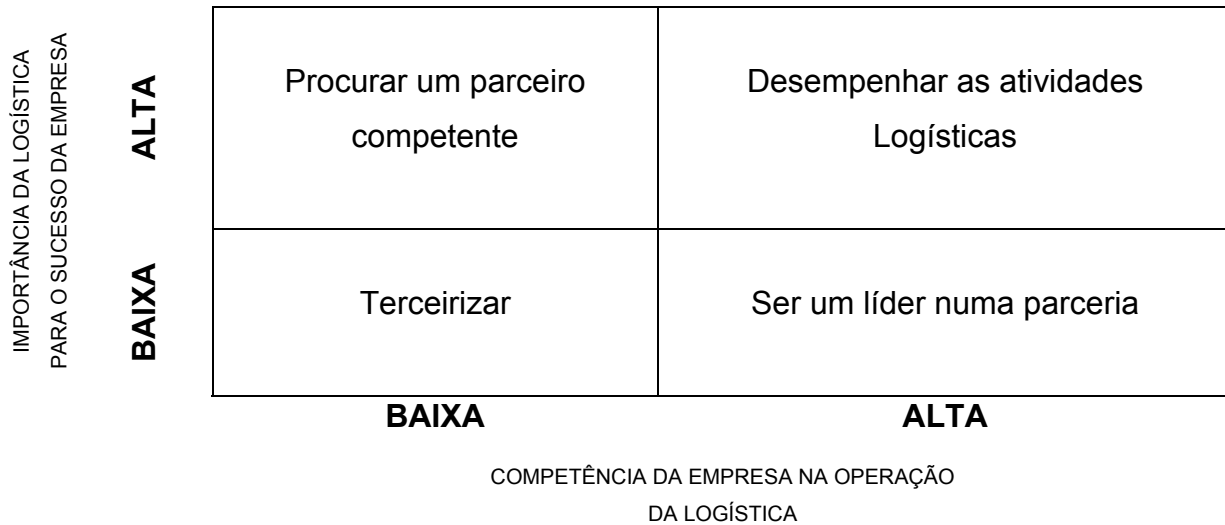 IMPORTÂNCIA DA LOGÍSTICA
PARA O SUCESSO DA EMPRESA
ALTA
Procurar um parceiro
competente
Desempenhar as atividades
Logísticas
BAIXA
Terceirizar
Ser um líder numa parceria
BAIXA
ALTA
COMPETÊNCIA DA EMPRESA NA OPERAÇÃO
DA LOGÍSTICA